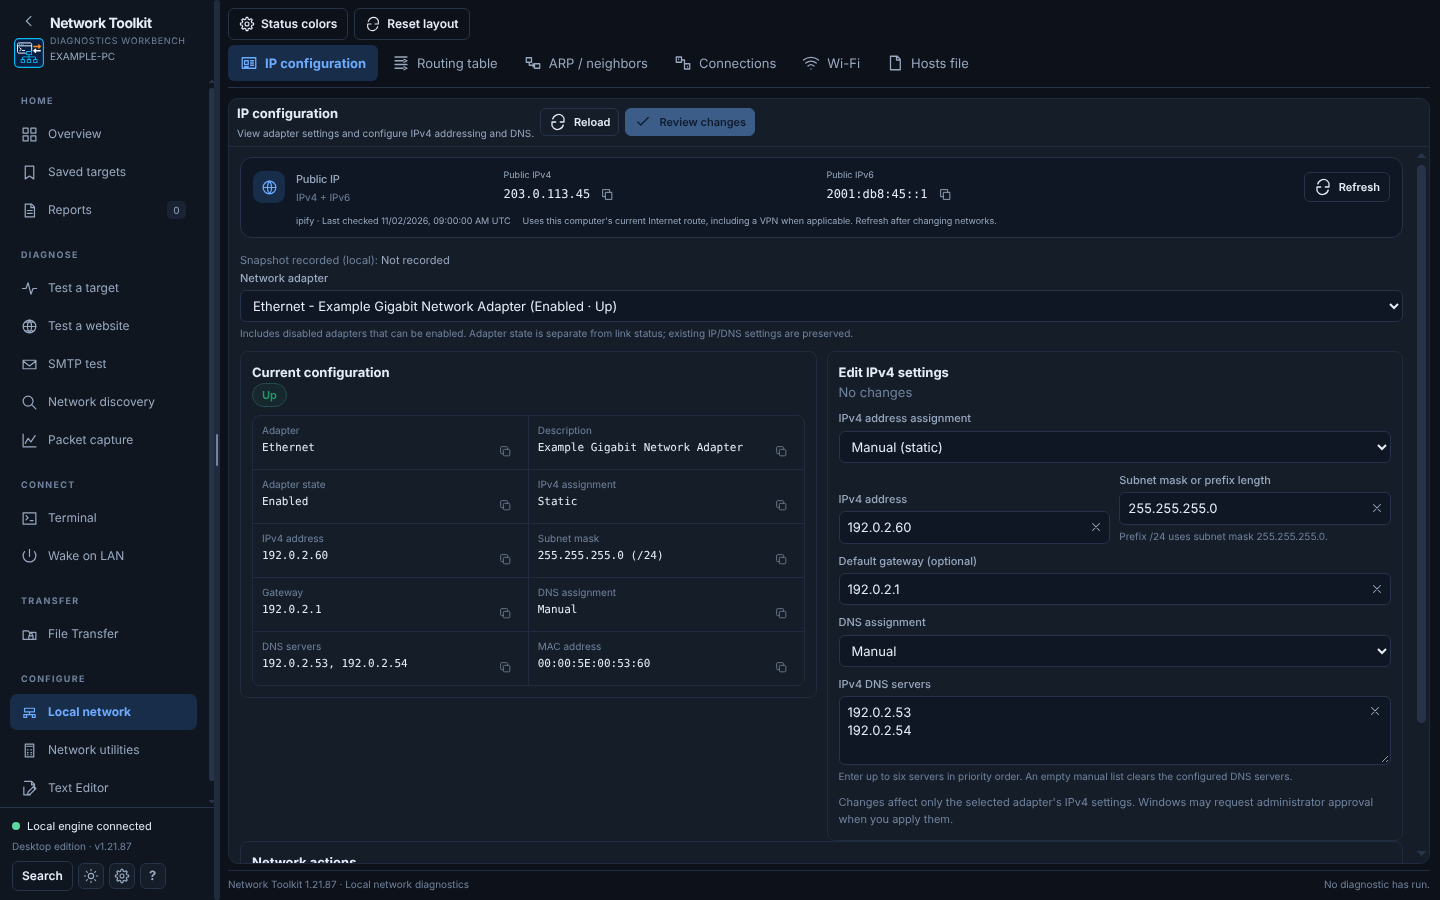 Network Toolkit
DIAGNOSTICS WORKBENCH
EXAMPLE-PC
HOME
Overview
Saved targets
Reports 0
DIAGNOSE
Test a target
Test a website
SMTP test
Network discovery
Packet capture
CONNECT
Terminal
Wake on LAN
TRANSFER
File Transfer
CONFIGURE
Local network
Network utilities
Text Editor
Local engine connected
Desktop edition · v1.21.87
Search ?
Status colors Reset layout
IP configuration Routing table ARP / neighbors Connections Wi-Fi Hosts file
IP configuration
View adapter settings and configure IPv4 addressing and DNS.
Reload Review changes
Public IP
IPv4 + IPv6
Public IPv4
203.0.113.45
Public IPv6
2001:db8:45::1
Refresh
ipify · Last checked 11/02/2026, 09:00:00 AM UTC Uses this computer's current Internet route, including a VPN when applicable. Refresh after changing networks.
Snapshot recorded (local): Not recorded
Network adapter
Ethernet - Example Gigabit Network Adapter (Enabled · Up)
Includes disabled adapters that can be enabled. Adapter state is separate from link status; existing IP/DNS settings are preserved.
Current configuration
Up
Adapter
Ethernet
Description
Example Gigabit Network Adapter
Adapter state
Enabled
IPv4 assignment
Static
IPv4 address
192.0.2.60
Subnet mask
255.255.255.0 (/24)
Gateway
192.0.2.1
DNS assignment
Manual
DNS servers
192.0.2.53, 192.0.2.54
MAC address
00:00:5E:00:53:60
Edit IPv4 settings
No changes
IPv4 address assignment
Manual (static)
IPv4 address
192.0.2.60
Subnet mask or prefix length
255.255.255.0
Prefix /24 uses subnet mask 255.255.255.0.
Default gateway (optional)
192.0.2.1
DNS assignment
Manual
IPv4 DNS servers
192.0.2.53
192.0.2.54
Enter up to six servers in priority order. An empty manual list clears the configured DNS servers.
Changes affect only the selected adapter's IPv4 settings. Windows may request administrator approval
when you apply them.
Network actions
Network Toolkit 1.21.87 · Local network diagnostics
No diagnostic has run.